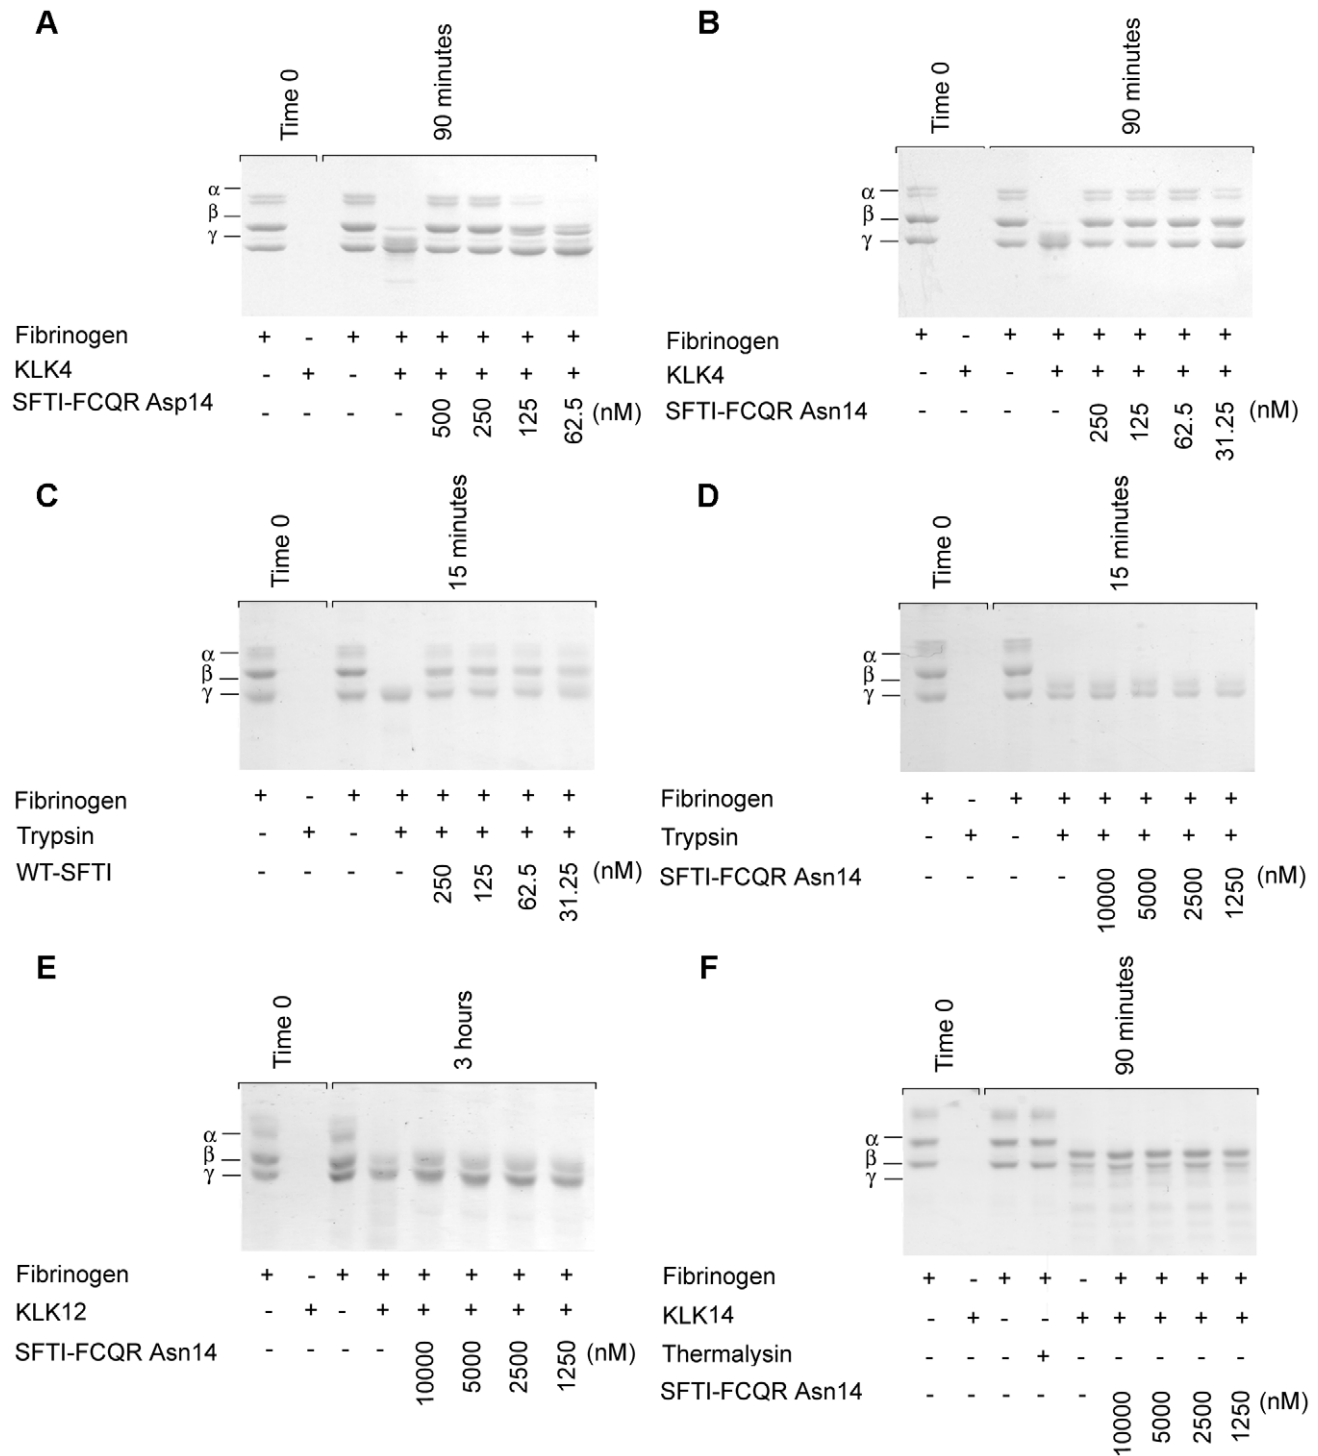 A
Time 0
90 minutes
α
β
γ
Fibrinogen + - + + + + + +
KLK4 - + - + + + + +
SFTI-FCQR Asp14 - - - - 500 250 125 62.5 (nM)
B
Time 0
90 minutes
α
β
γ
Fibrinogen + - + + + + + +
KLK4 - + - + + + + +
SFTI-FCQR Asn14 - - - - 250 125 62.5 31.25 (nM)
C
Time 0
15 minutes
α
β
γ
Fibrinogen + - + + + + + +
Trypsin - + - + + + + +
WT-SFTI - - - - 250 125 62.5 31.25 (nM)
D
Time 0
15 minutes
α
β
γ
Fibrinogen + - + + + + + +
Trypsin - + - + + + + +
SFTI-FCQR Asn14 - - - - 10000 5000 2500 1250 (nM)
E
Time 0
3 hours
α
β
γ
Fibrinogen + - + + + + + +
KLK12 - + - + + + + +
SFTI-FCQR Asn14 - - - - 10000 5000 2500 1250 (nM)
F
Time 0
90 minutes
α
β
γ
Fibrinogen + - + + - + + + +
KLK14 - + - - + + + + +
Thermalysin - - - + - - - - -
SFTI-FCQR Asn14 - - - - - 10000 5000 2500 1250 (nM)